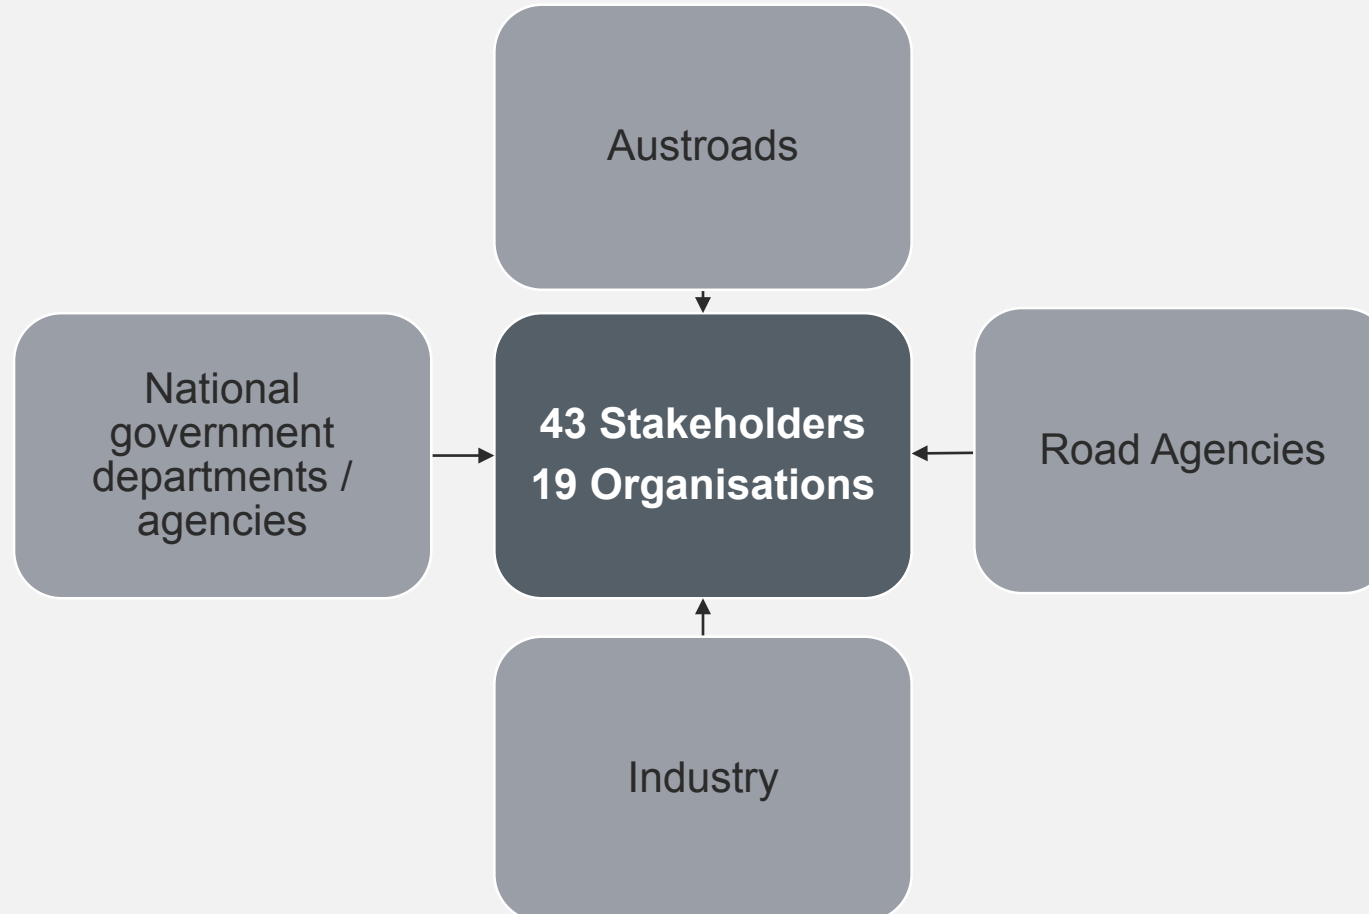 Austroads
National
government
departments /
agencies
43 Stakeholders
19 Organisations
Road Agencies
Industry